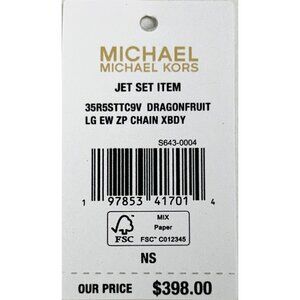 MICHAEL
MICHAEL KORS
JET SET ITEM
35R5STTC9V DRAGONFRUIT
LG EW ZP CHAIN XBDY
S643-0004
1 97853 41701 4
FSC
MIX
Paper
FSC™ C012345
NS
OUR PRICE $398.00